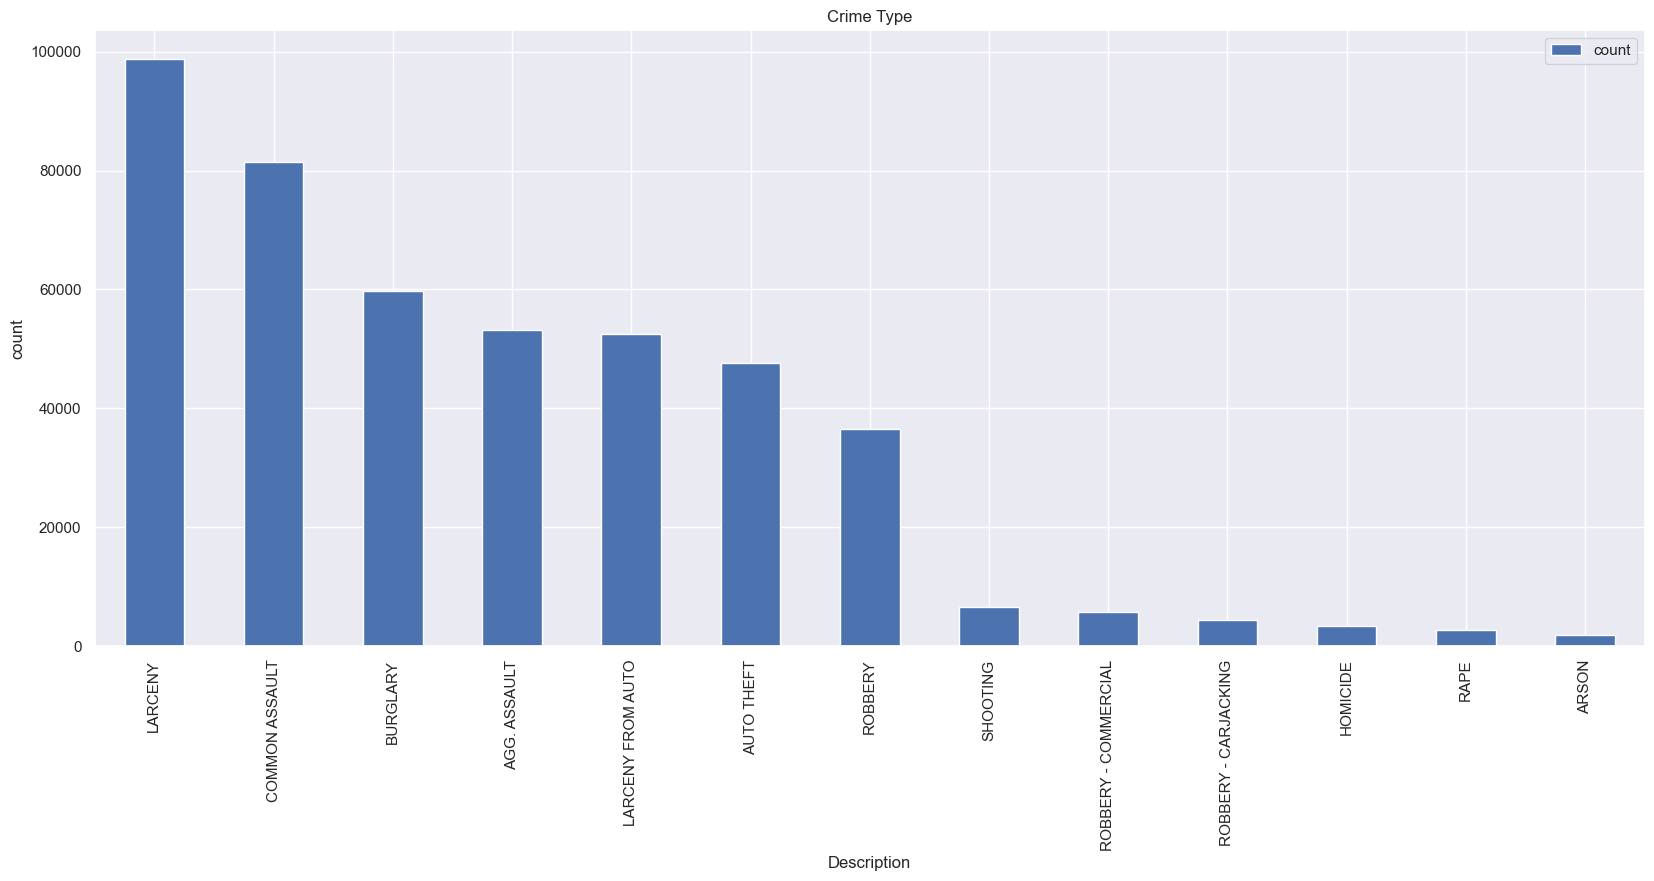 Crime Type
count
100000
80000
60000
40000
20000
0
count
LARCENY
COMMON ASSAULT
BURGLARY
AGG. ASSAULT
LARCENY FROM AUTO
AUTO THEFT
ROBBERY
SHOOTING
ROBBERY - COMMERCIAL
ROBBERY - CARJACKING
HOMICIDE
RAPE
ARSON
Description